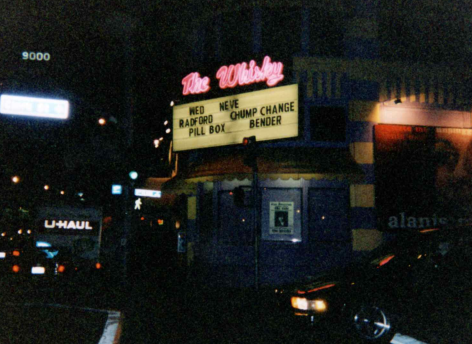 9000
The Whisky
WED NEVE
RADFORD CHUMP CHANGE
PILL BOX BENDER
U-HAUL
alanis